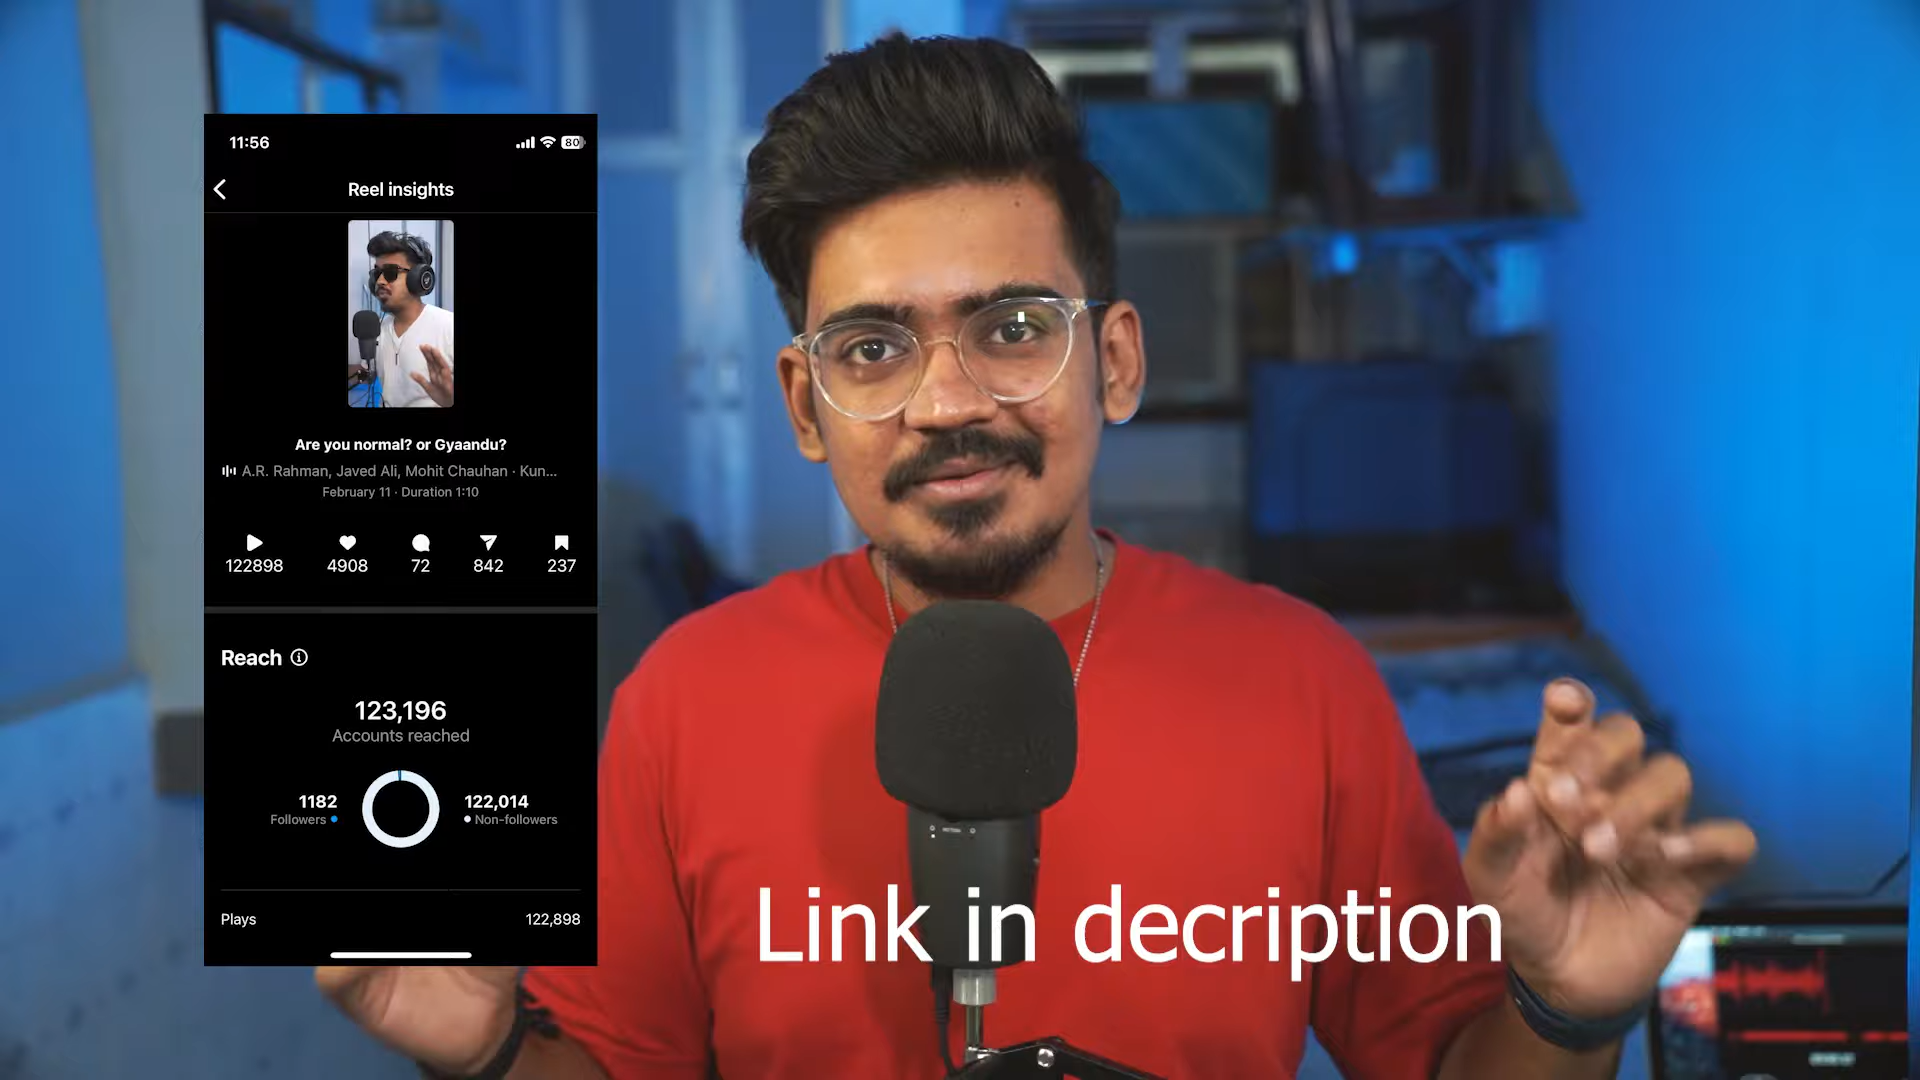 11:56
80
Reel insights
Are you normal? or Gyaandu?
A.R. Rahman, Javed Ali, Mohit Chauhan · Kun...
February 11 · Duration 1:10
122898 4908 72 842 237
Reach
123,196
Accounts reached
1182 122,014
Followers Non-followers
Plays 122,898
Link in decription